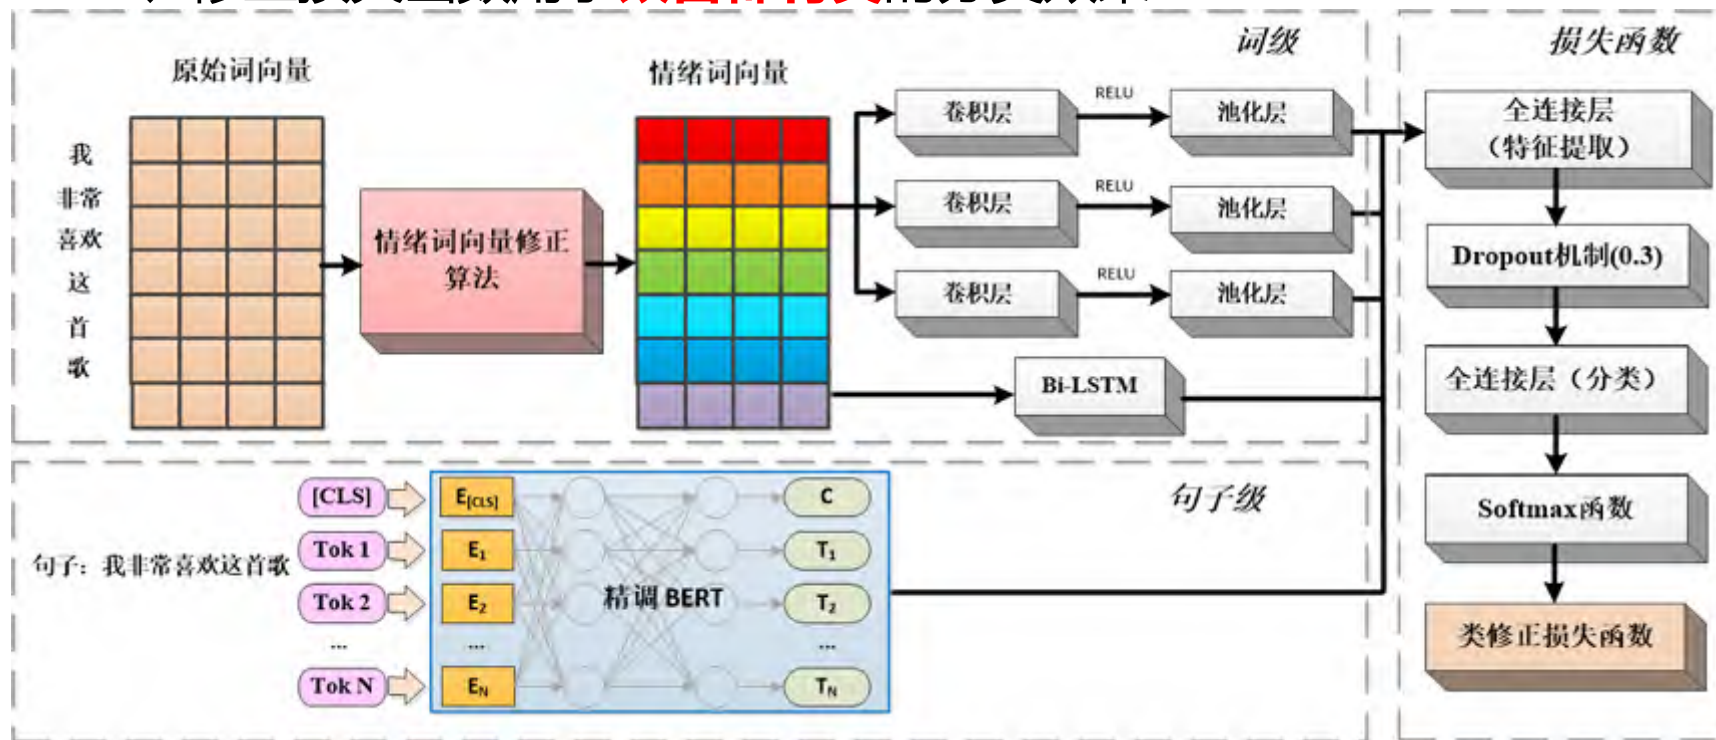 词级
损失函数
原始词向量
情绪词向量
我
非常
喜欢
这
首
歌
情绪词向量修正
算法
卷积层
RELU
池化层
卷积层
RELU
池化层
卷积层
RELU
池化层
Bi-LSTM
全连接层
(特征提取)
Dropout机制(0.3)
全连接层(分类)
Softmax函数
类修正损失函数
句子级
句子:我非常喜欢这首歌
[CLS]
E[CLS]
C
Tok 1
E1
T1
Tok 2
E2
T2
精调 BERT
...
...
...
Tok N
EN
TN